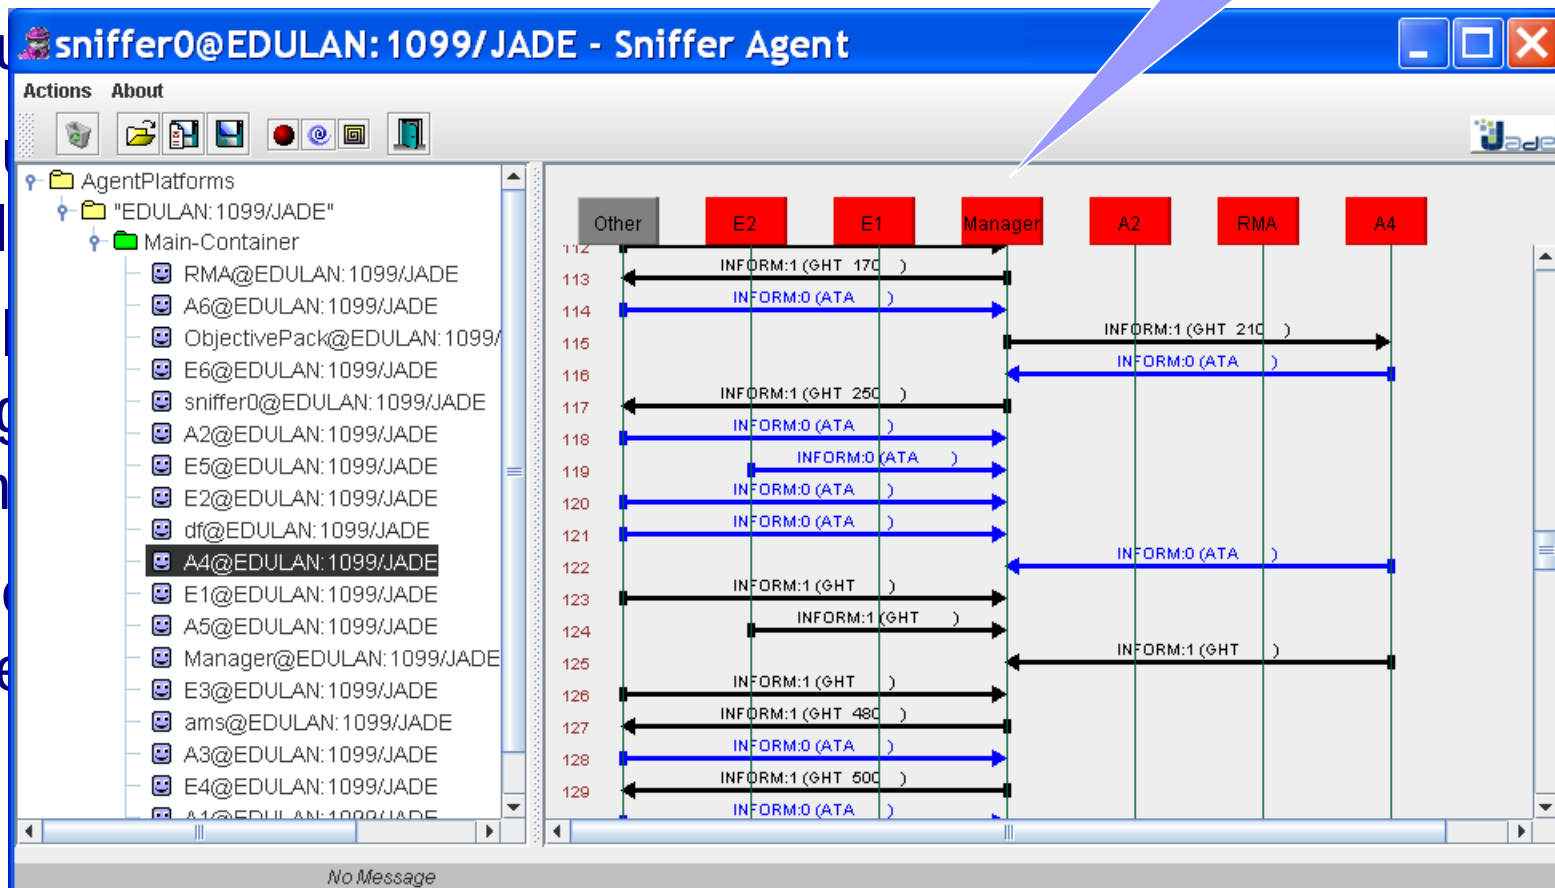 sniffer0@EDULAN:1099/JADE - Sniffer Agent
Actions About
Jade
AgentPlatforms
"EDULAN:1099/JADE"
Main-Container
RMA@EDULAN:1099/JADE
A6@EDULAN:1099/JADE
ObjectivePack@EDULAN:1099/
E6@EDULAN:1099/JADE
sniffer0@EDULAN:1099/JADE
A2@EDULAN:1099/JADE
E5@EDULAN:1099/JADE
E2@EDULAN:1099/JADE
df@EDULAN:1099/JADE
A4@EDULAN:1099/JADE
E1@EDULAN:1099/JADE
A5@EDULAN:1099/JADE
Manager@EDULAN:1099/JADE
E3@EDULAN:1099/JADE
ams@EDULAN:1099/JADE
A3@EDULAN:1099/JADE
E4@EDULAN:1099/JADE
A1@EDULAN:1099/JADE
Other E2 E1 Manager A2 RMA A4
112
113 INFORM:1 (GHT 170 )
114 INFORM:0 (ATA )
115 INFORM:1 (GHT 210 )
116 INFORM:0 (ATA )
117 INFORM:1 (GHT 250 )
118 INFORM:0 (ATA )
119 INFORM:0 (ATA )
120 INFORM:0 (ATA )
121 INFORM:0 (ATA )
122 INFORM:0 (ATA )
123 INFORM:1 (GHT )
124 INFORM:1 (GHT )
125 INFORM:1 (GHT )
126 INFORM:1 (GHT )
127 INFORM:1 (GHT 480 )
128 INFORM:0 (ATA )
129 INFORM:1 (GHT 500 )
INFORM:0 (ATA )
No Message